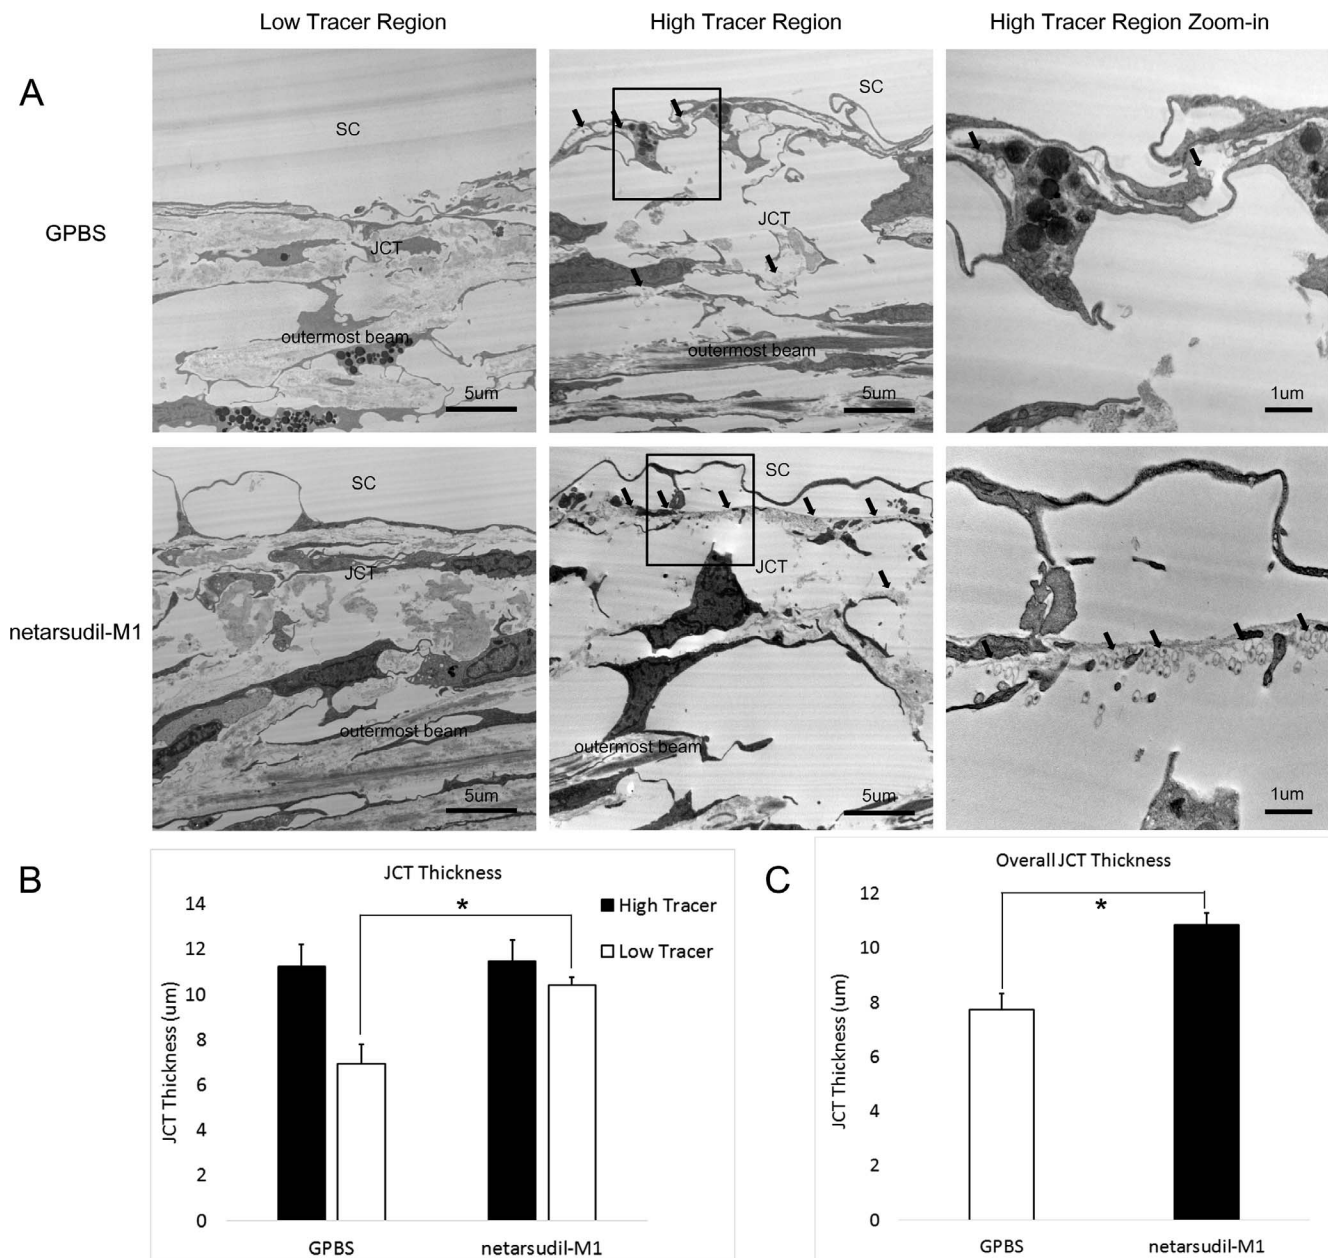 Low Tracer Region
High Tracer Region
High Tracer Region Zoom-in
A
GPBS
SC
JCT
outermost beam
5um
SC
JCT
outermost beam
5um
1um
netarsudil-M1
SC
JCT
outermost beam
5um
SC
JCT
outermost beam
5um
1um
B
JCT Thickness
*
High Tracer
Low Tracer
JCT Thickness (um)
14
12
10
8
6
4
2
0
GPBS
netarsudil-M1
C
Overall JCT Thickness
*
JCT Thickness (um)
12
10
8
6
4
2
0
GPBS
netarsudil-M1